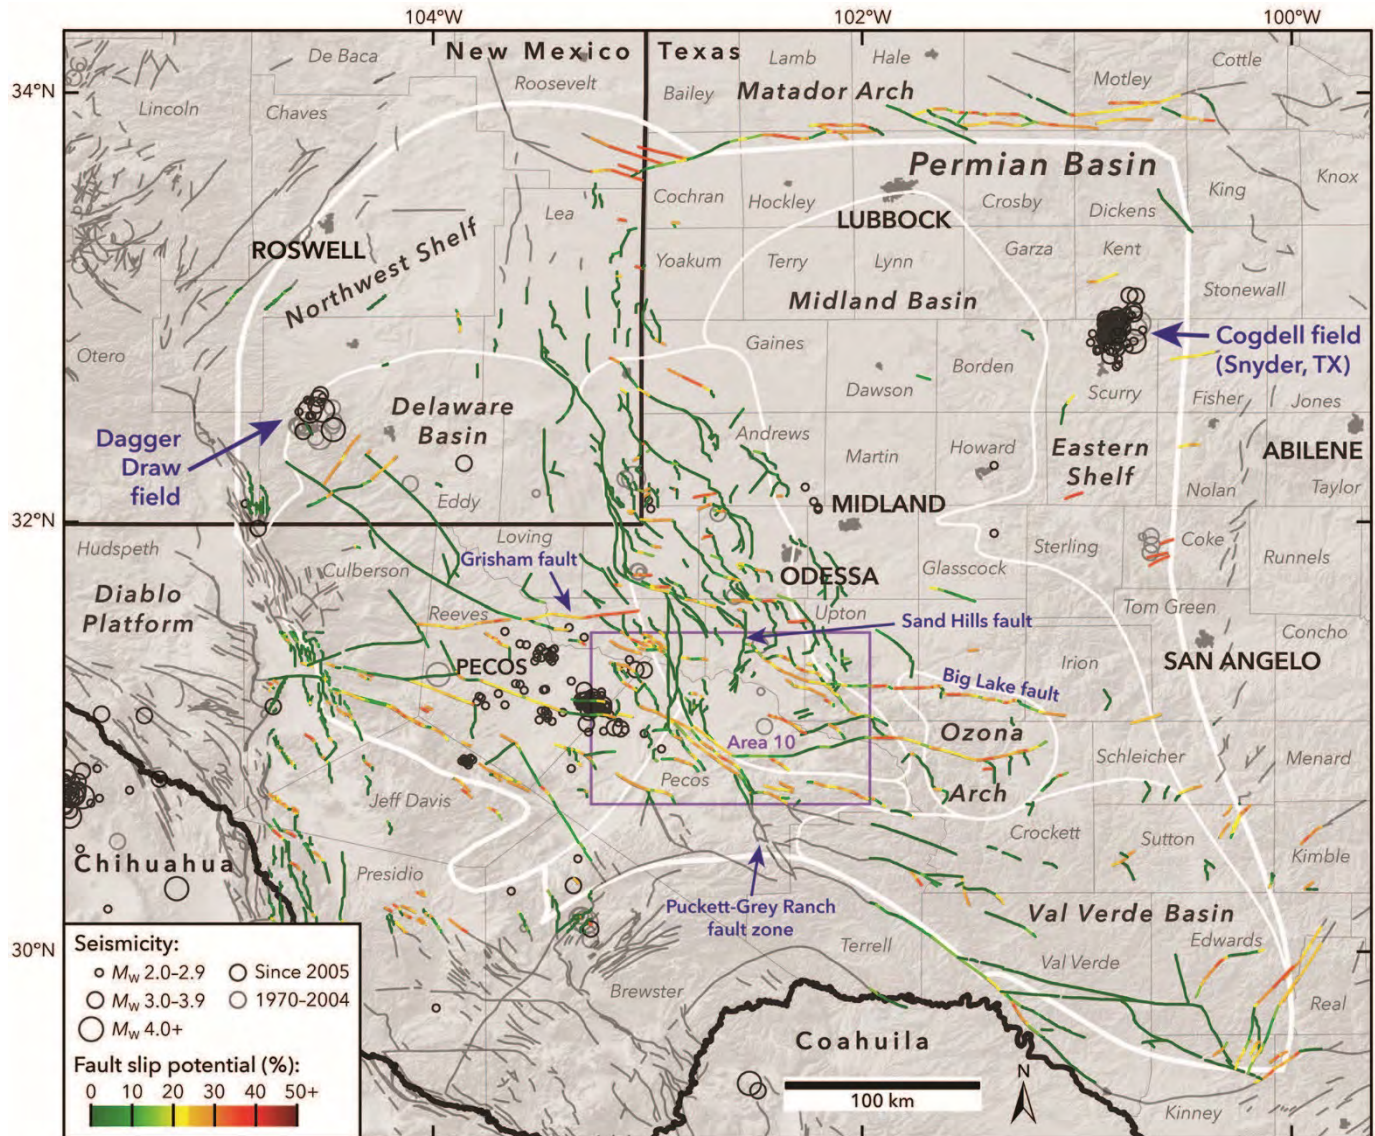 104°W
102°W
100°W
34°N
32°N
30°N
New Mexico
Texas
De Baca
Roosevelt
Lamb
Hale
Motley
Cottle
Lincoln
Chaves
Bailey
Matador Arch
Permian Basin
Cochran
Hockley
LUBBOCK
Crosby
Dickens
King
Knox
Lea
ROSWELL
Northwest Shelf
Yoakum
Terry
Lynn
Garza
Kent
Stonewall
Midland Basin
Otero
Gaines
Borden
Cogdell field
(Snyder, TX)
Dawson
Scurry
Fisher
Jones
Delaware
Basin
Dagger
Draw
field
Andrews
Martin
Howard
Eastern
Shelf
ABILENE
Eddy
MIDLAND
Nolan
Taylor
Hudspeth
Loving
Culberson
Grisham fault
ODESSA
Glasscock
Sterling
Coke
Runnels
Diablo
Platform
Reeves
Upton
Sand Hills fault
Tom Green
Concho
PECOS
Irion
SAN ANGELO
Big Lake fault
Area 10
Ozona
Arch
Schleicher
Menard
Pecos
Jeff Davis
Crockett
Sutton
Kimble
Chihuahua
Presidio
Puckett-Grey Ranch
fault zone
Val Verde Basin
Terrell
Val Verde
Edwards
Real
Brewster
Coahuila
Kinney
100 km
N
Seismicity:
Mw 2.0–2.9
Since 2005
Mw 3.0–3.9
1970–2004
Mw 4.0+
Fault slip potential (%):
0 10 20 30 40 50+